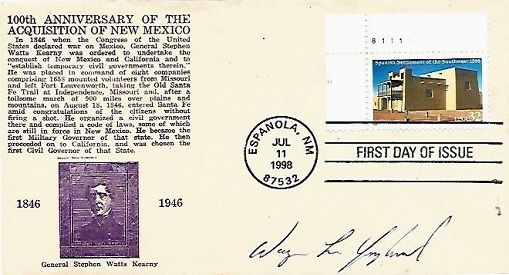 100th ANNIVERSARY OF THE
ACQUISITION OF NEW MEXICO
In 1846 when the Congress of the United
States declared war on Mexico, General Stephen
Watts Kearny was ordered to undertake the
conquest of New Mexico and California and to
"establish temporary civil governments therein."
He was placed in command of eight companies
comprising 1658 mounted volunteers from Missouri
and left Fort Leavenworth, taking the Old Santa
Fe Trail at Independence, Missouri and, after a
toilsome march of 900 miles over plains and
mountains, on August 18, 1846, entered Santa Fe
amid congratulations of the citizens without
firing a shot. He organized a civil government
there and compiled a code of laws, some of which
are still in force in New Mexico. He became the
first Military Governor of that state. He then
proceeded on to California, and was chosen the
first Civil Governor of that State.
1846 1946
General Stephen Watts Kearny
8111
Spanish Settlement of the Southwest 1598
32
ESPANOLA, NM
JUL
11
1998
87532
FIRST DAY OF ISSUE